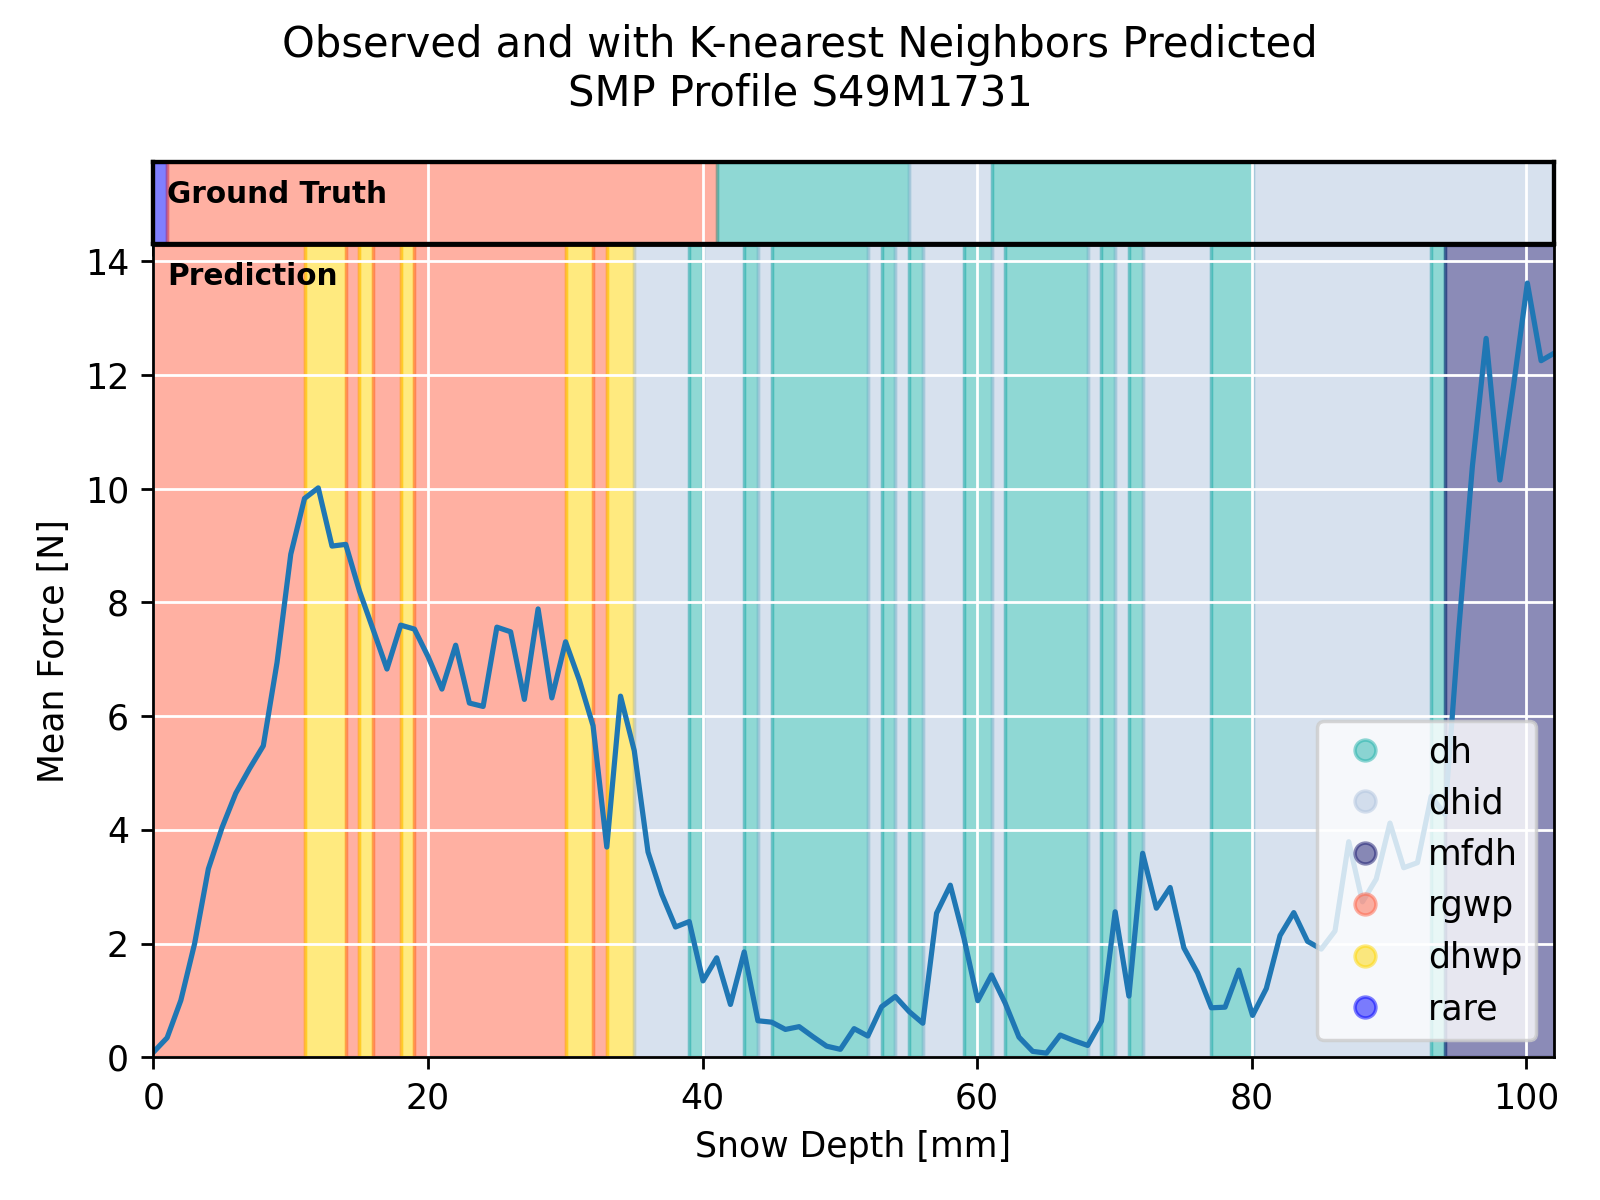 Observed and with K-nearest Neighbors Predicted
SMP Profile S49M1731
Ground Truth
Prediction
14
12
10
8
6
4
2
0
Mean Force [N]
dh
dhid
mfdh
rgwp
dhwp
rare
0 20 40 60 80 100
Snow Depth [mm]